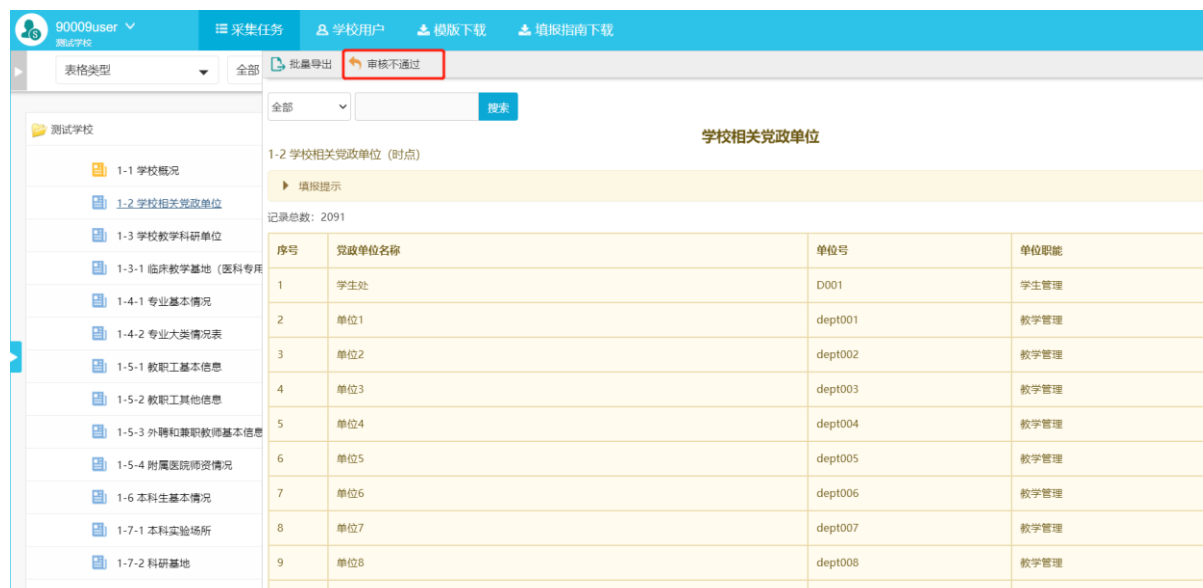 90009user
测试学校
采集任务 学校用户 模版下载 填报指南下载
表格类型 全部
批量导出 审核不通过
全部 搜索
测试学校
1-1 学校概况
1-2 学校相关党政单位
1-3 学校教学科研单位
1-3-1 临床教学基地（医科专用
1-4-1 专业基本情况
1-4-2 专业大类情况表
1-5-1 教职工基本信息
1-5-2 教职工其他信息
1-5-3 外聘和兼职教师基本信息
1-5-4 附属医院师资情况
1-6 本科生基本情况
1-7-1 本科实验场所
1-7-2 科研基地
学校相关党政单位
1-2 学校相关党政单位（时点）
填报提示
记录总数：2091
序号 党政单位名称 单位号 单位职能
1 学生处 D001 学生管理
2 单位1 dept001 教学管理
3 单位2 dept002 教学管理
4 单位3 dept003 教学管理
5 单位4 dept004 教学管理
6 单位5 dept005 教学管理
7 单位6 dept006 教学管理
8 单位7 dept007 教学管理
9 单位8 dept008 教学管理